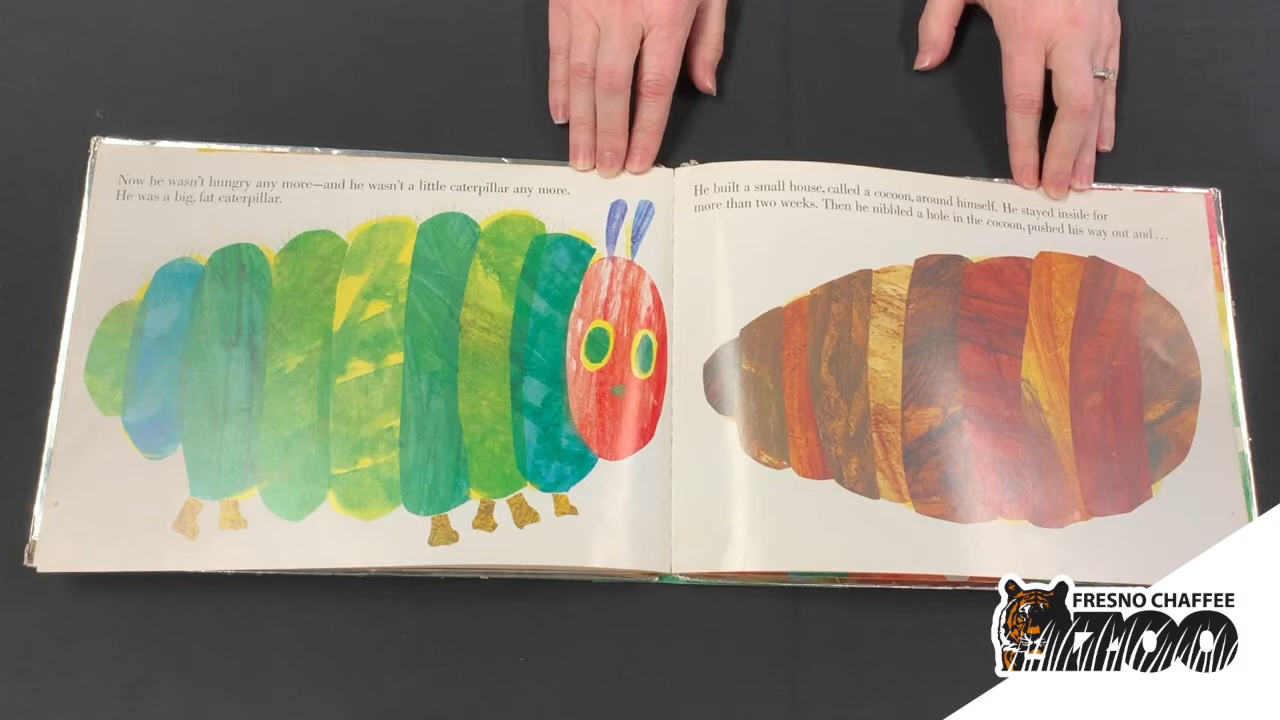 Now he wasn't hungry any more—and he wasn't a little caterpillar any more.
He was a big, fat caterpillar.
He built a small house, called a cocoon, around himself. He stayed inside for
more than two weeks. Then he nibbled a hole in the cocoon, pushed his way out and...
FRESNO CHAFFEE
ZOO